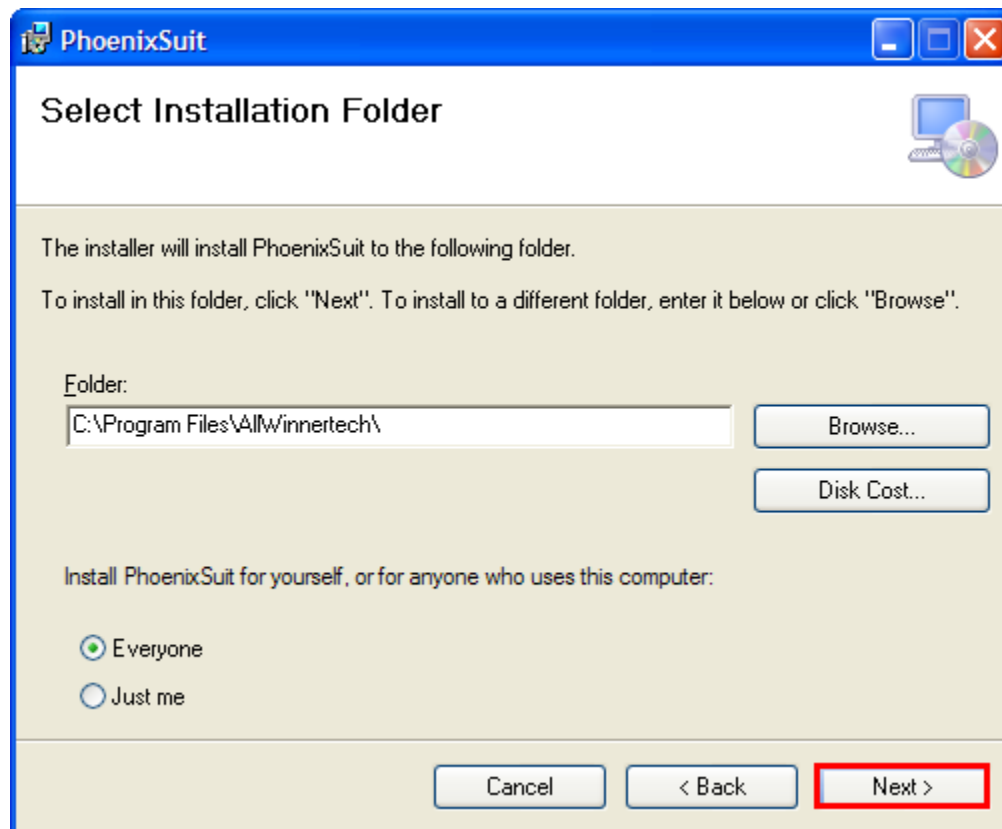 PhoenixSuit
Select Installation Folder
The installer will install PhoenixSuit to the following folder.
To install in this folder, click "Next". To install to a different folder, enter it below or click "Browse".
Folder:
C:\Program Files\AllWinnertech\
Browse...
Disk Cost...
Install PhoenixSuit for yourself, or for anyone who uses this computer:
Everyone
Just me
Cancel
< Back
Next >